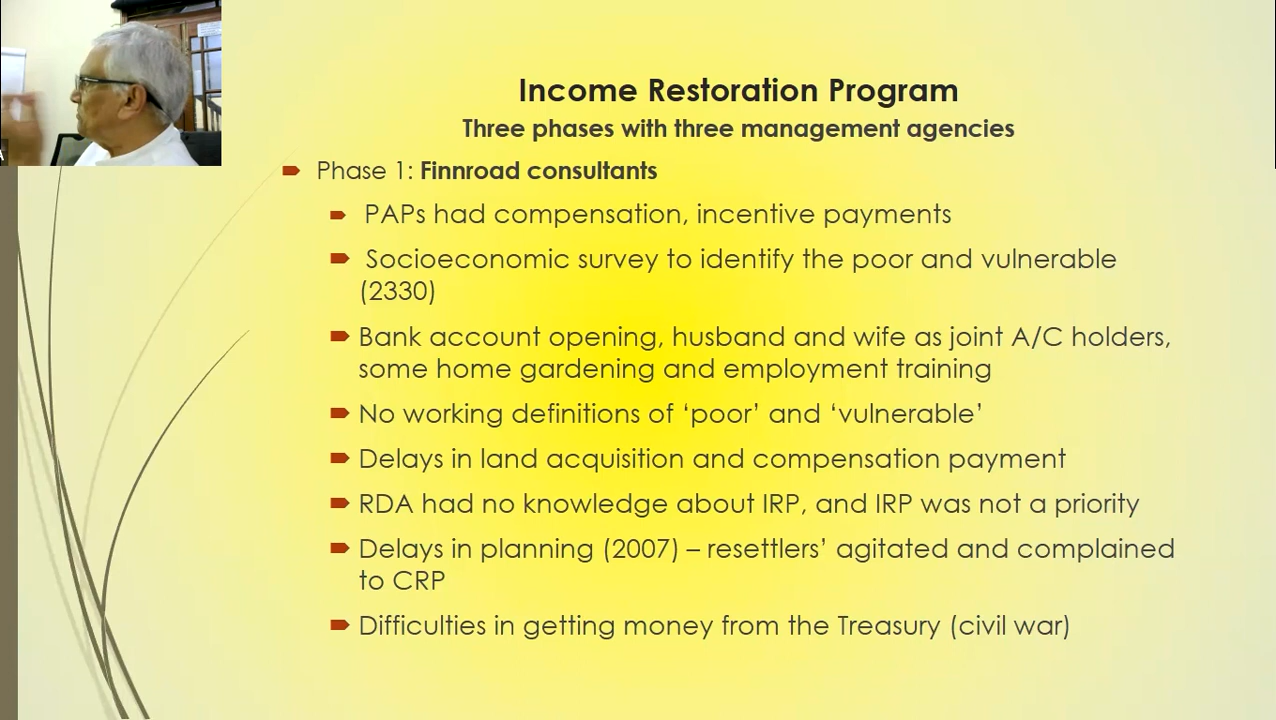 Income Restoration Program
Three phases with three management agencies
Phase 1: Finnroad consultants
PAPs had compensation, incentive payments
Socioeconomic survey to identify the poor and vulnerable
(2330)
Bank account opening, husband and wife as joint A/C holders,
some home gardening and employment training
No working definitions of ‘poor’ and ‘vulnerable’
Delays in land acquisition and compensation payment
RDA had no knowledge about IRP, and IRP was not a priority
Delays in planning (2007) – resettlers’ agitated and complained
to CRP
Difficulties in getting money from the Treasury (civil war)